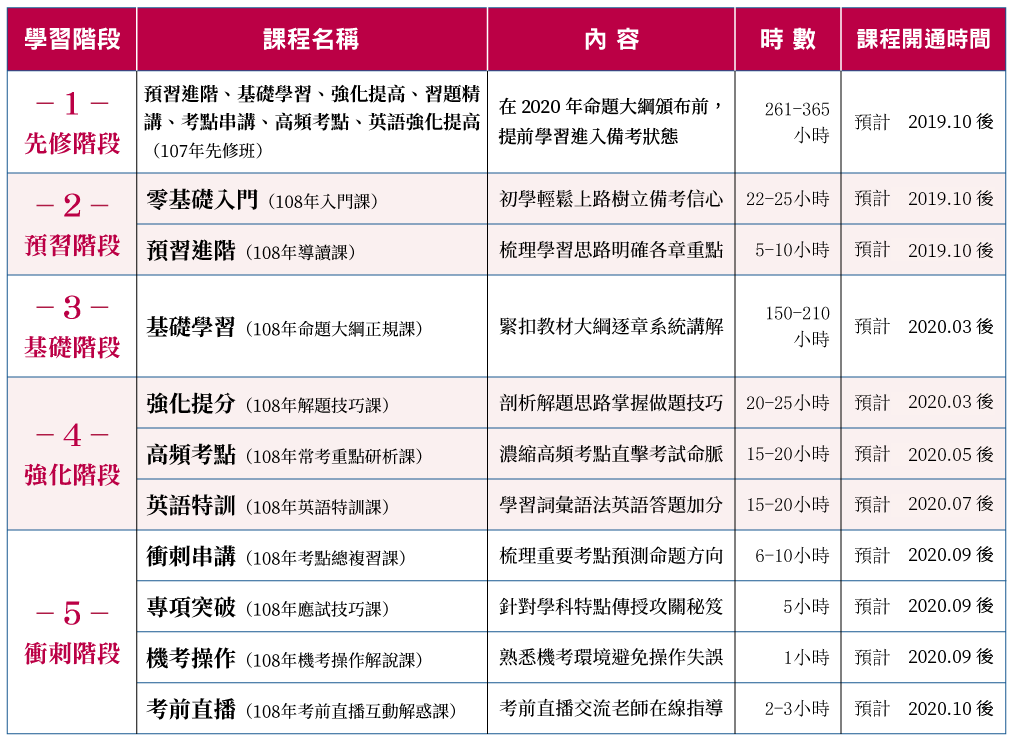 學習階段 課程名稱 內 容 時 數 課程開通時間
－1－
先修階段
預習進階、基礎學習、強化提高、習題精
講、考點串講、高頻考點、英語強化提高
（107年先修班）
在 2020 年命題大綱頒布前，
提前學習進入備考狀態
261-365
小時
預計 2019.10 後
－2－
預習階段
零基礎入門（108年入門課） 初學輕鬆上路樹立備考信心 22-25小時 預計 2019.10 後
預習進階（108年導讀課） 梳理學習思路明確各章重點 5-10小時 預計 2019.10 後
－3－
基礎階段
基礎學習（108年命題大綱正規課） 緊扣教材大綱逐章系統講解
150-210
小時
預計 2020.03 後
－4－
強化階段
強化提分（108年解題技巧課） 剖析解題思路掌握做題技巧 20-25小時 預計 2020.03 後
高頻考點（108年常考重點研析課） 濃縮高頻考點直擊考試命脈 15-20小時 預計 2020.05 後
英語特訓（108年英語特訓課） 學習詞彙語法英語答題加分 15-20小時 預計 2020.07 後
－5－
衝刺階段
衝刺串講（108年考點總複習課） 梳理重要考點預測命題方向 6-10小時 預計 2020.09 後
專項突破（108年應試技巧課） 針對學科特點傳授攻關秘笈 5小時 預計 2020.09 後
機考操作（108年機考操作解說課） 熟悉機考環境避免操作失誤 1小時 預計 2020.09 後
考前直播（108年考前直播互動解惑課） 考前直播交流老師在線指導 2-3小時 預計 2020.10 後